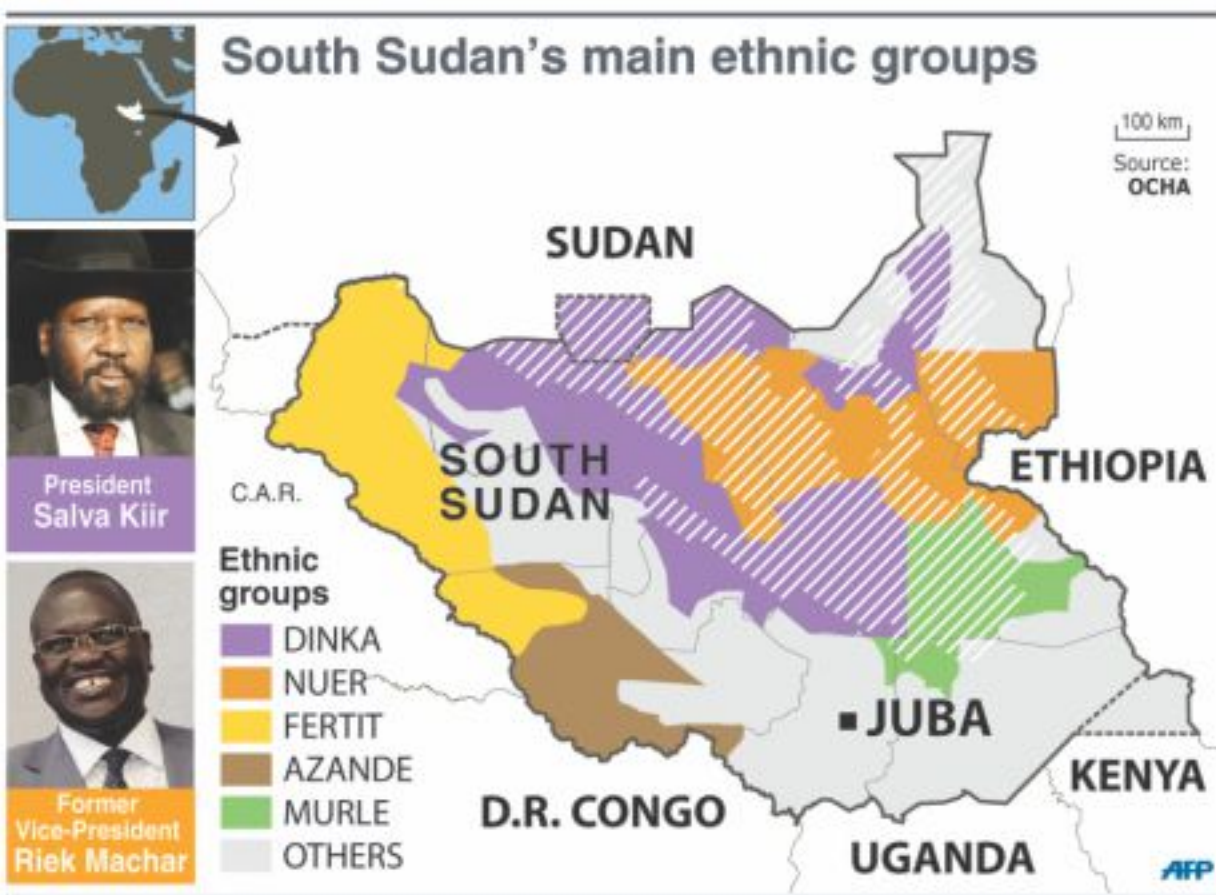 South Sudan's main ethnic groups
100 km
Source:
OCHA
SUDAN
ETHIOPIA
SOUTH
SUDAN
C.A.R.
President
Salva Kiir
Ethnic
groups
DINKA
NUER
FERTIT
AZANDE
MURLE
OTHERS
JUBA
KENYA
D.R. CONGO
UGANDA
Former
Vice-President
Riek Machar
AFP